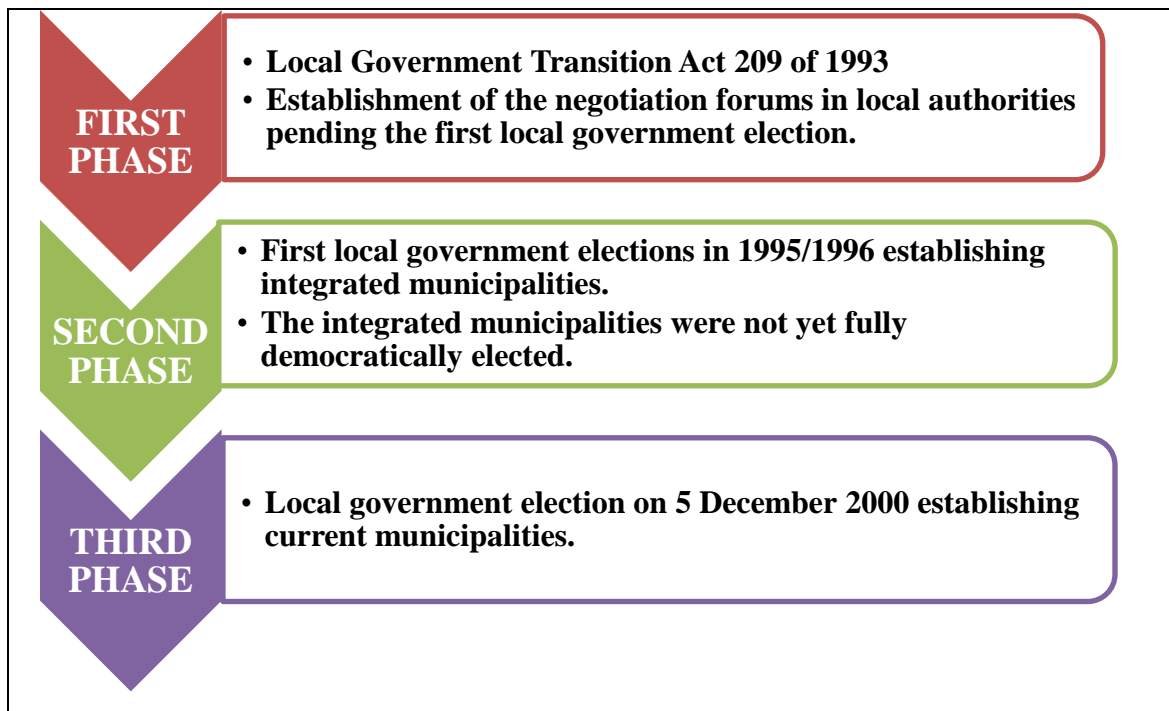 FIRST
PHASE
• Local Government Transition Act 209 of 1993
• Establishment of the negotiation forums in local authorities
pending the first local government election.
SECOND
PHASE
• First local government elections in 1995/1996 establishing
integrated municipalities.
• The integrated municipalities were not yet fully
democratically elected.
THIRD
PHASE
• Local government election on 5 December 2000 establishing
current municipalities.